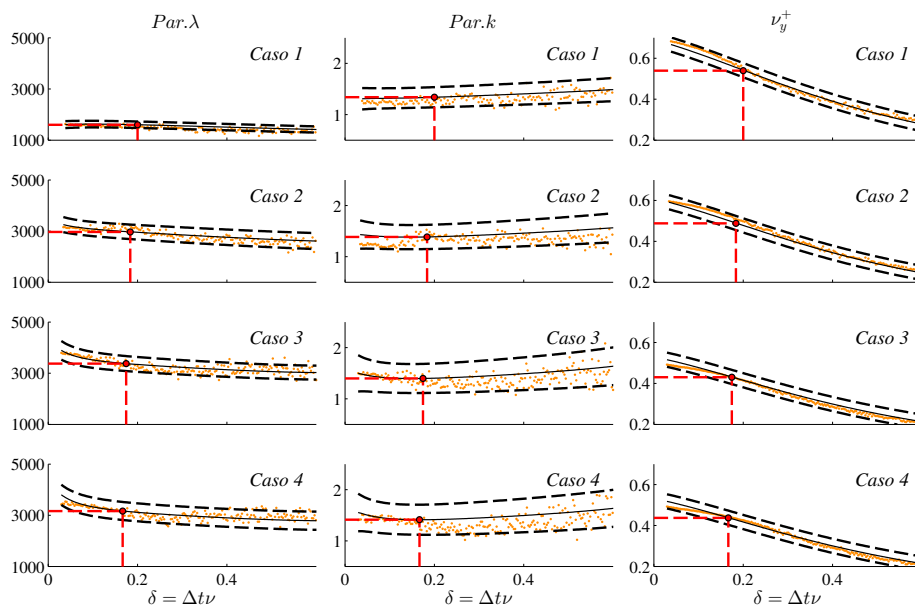 Par.λ Par.k ν_y^+
5000 Caso 1 2 Caso 1 0.6 Caso 1
3000 0.4
1 
1000 0.2
5000 Caso 2 2 Caso 2 0.6 Caso 2
3000 0.4
1
1000 0.2
5000 Caso 3 2 Caso 3 0.6 Caso 3
3000 0.4
1
1000 0.2
5000 Caso 4 2 Caso 4 0.6 Caso 4
3000 0.4
1
1000 0.2
0 0.2 0.4 0 0.2 0.4 0 0.2 0.4
δ = Δtν δ = Δtν δ = Δtν